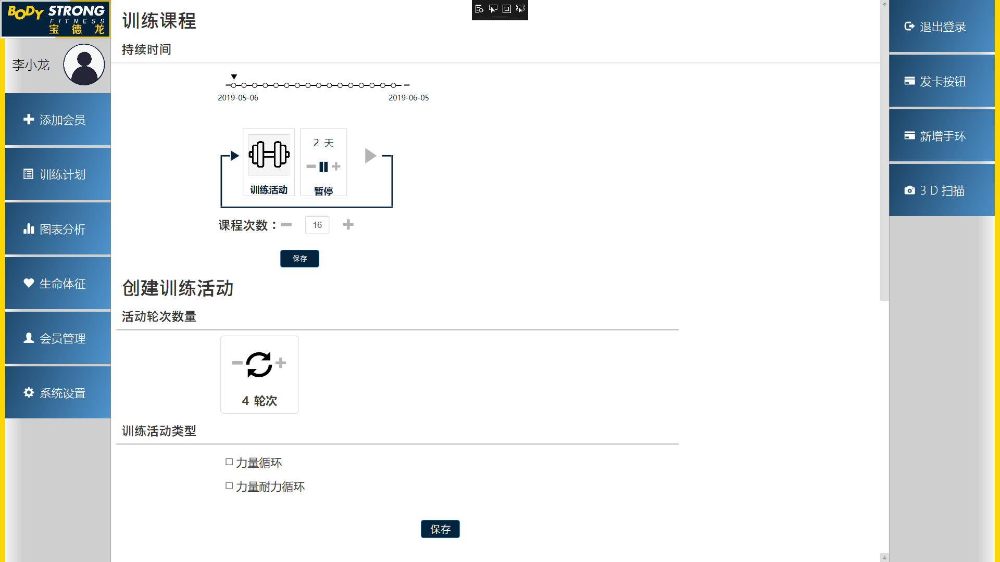 BODY STRONG
FITNESS
宝德龙
李小龙
添加会员
训练计划
图表分析
生命体征
会员管理
系统设置
训练课程
持续时间
2019-05-06
2019-06-05
2 天
训练活动
暂停
课程次数：
16
保存
创建训练活动
活动轮次数量
4 轮次
训练活动类型
力量循环
力量耐力循环
保存
退出登录
发卡按钮
新增手环
3 D 扫描